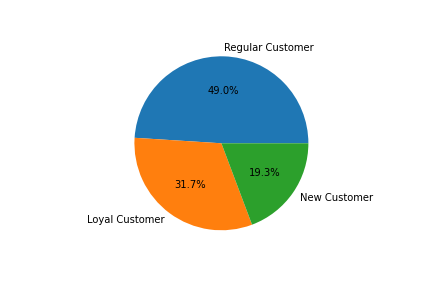 Regular Customer
49.0%
31.7%
19.3%
Loyal Customer
New Customer